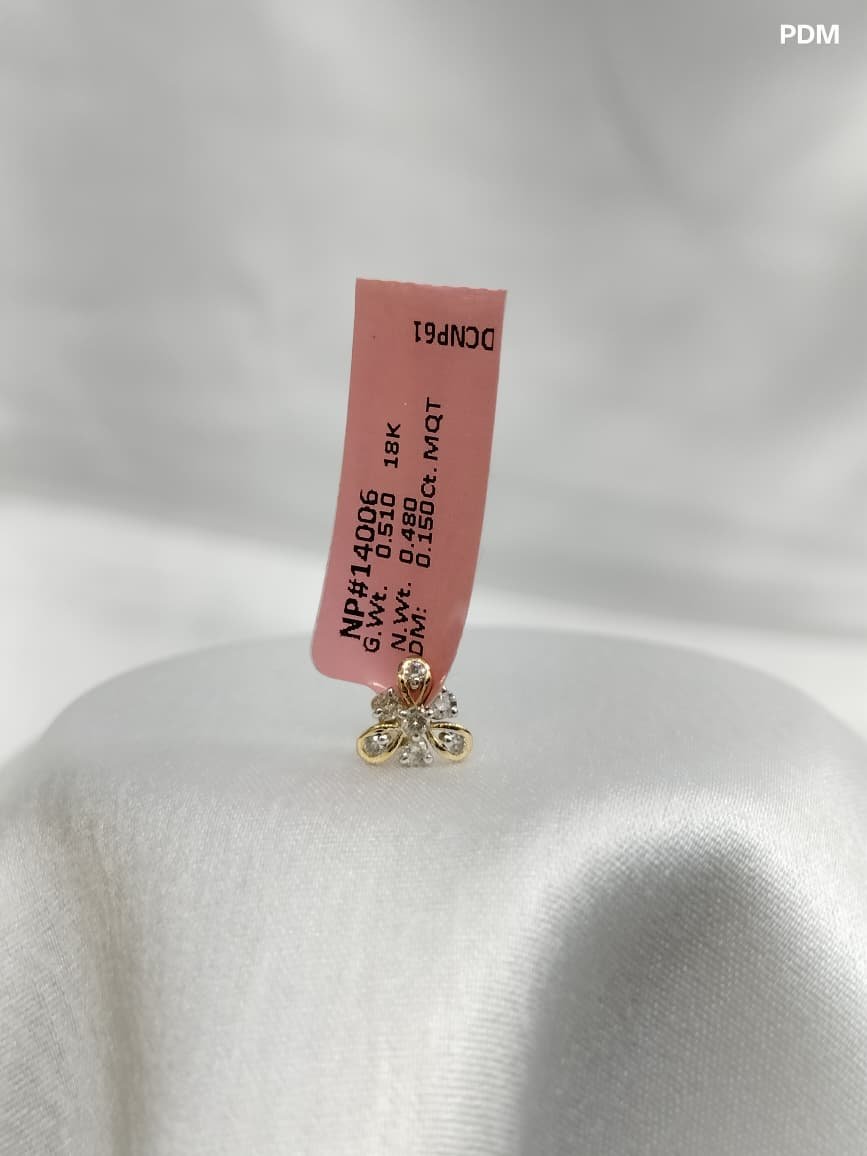 PDM
DCNP61
NP#14006
G.Wt. 0.510 18K
N.Wt. 0.480
DM: 0.150Ct. MQT